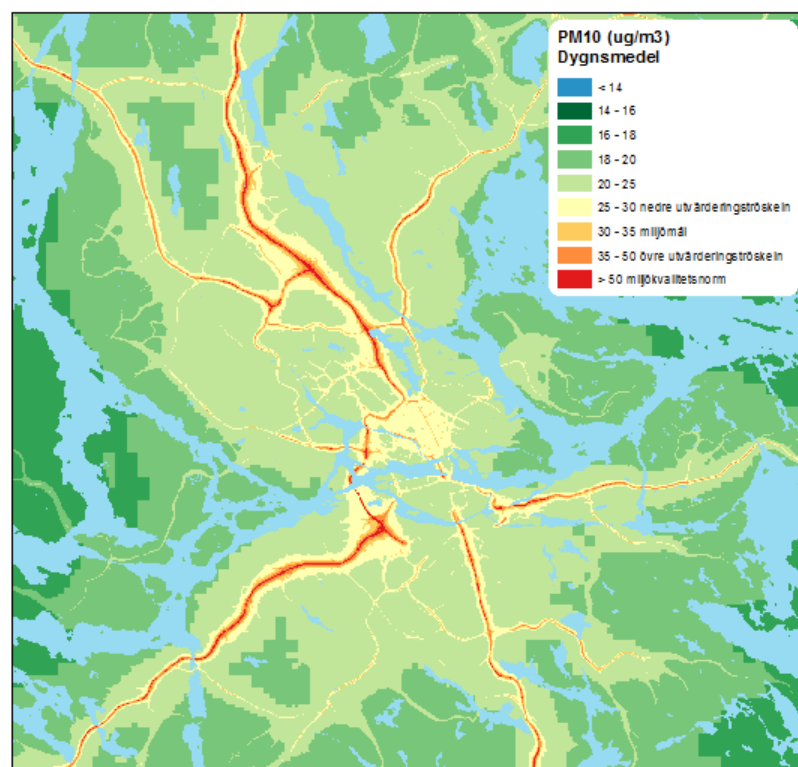 PM10 (ug/m3)
Dygnsmedel
< 14
14 - 16
16 - 18
18 - 20
20 - 25
25 - 30 nedre utvärderingströskeln
30 - 35 miljömål
35 - 50 övre utvärderingströskeln
> 50 miljökvalitetsnorm